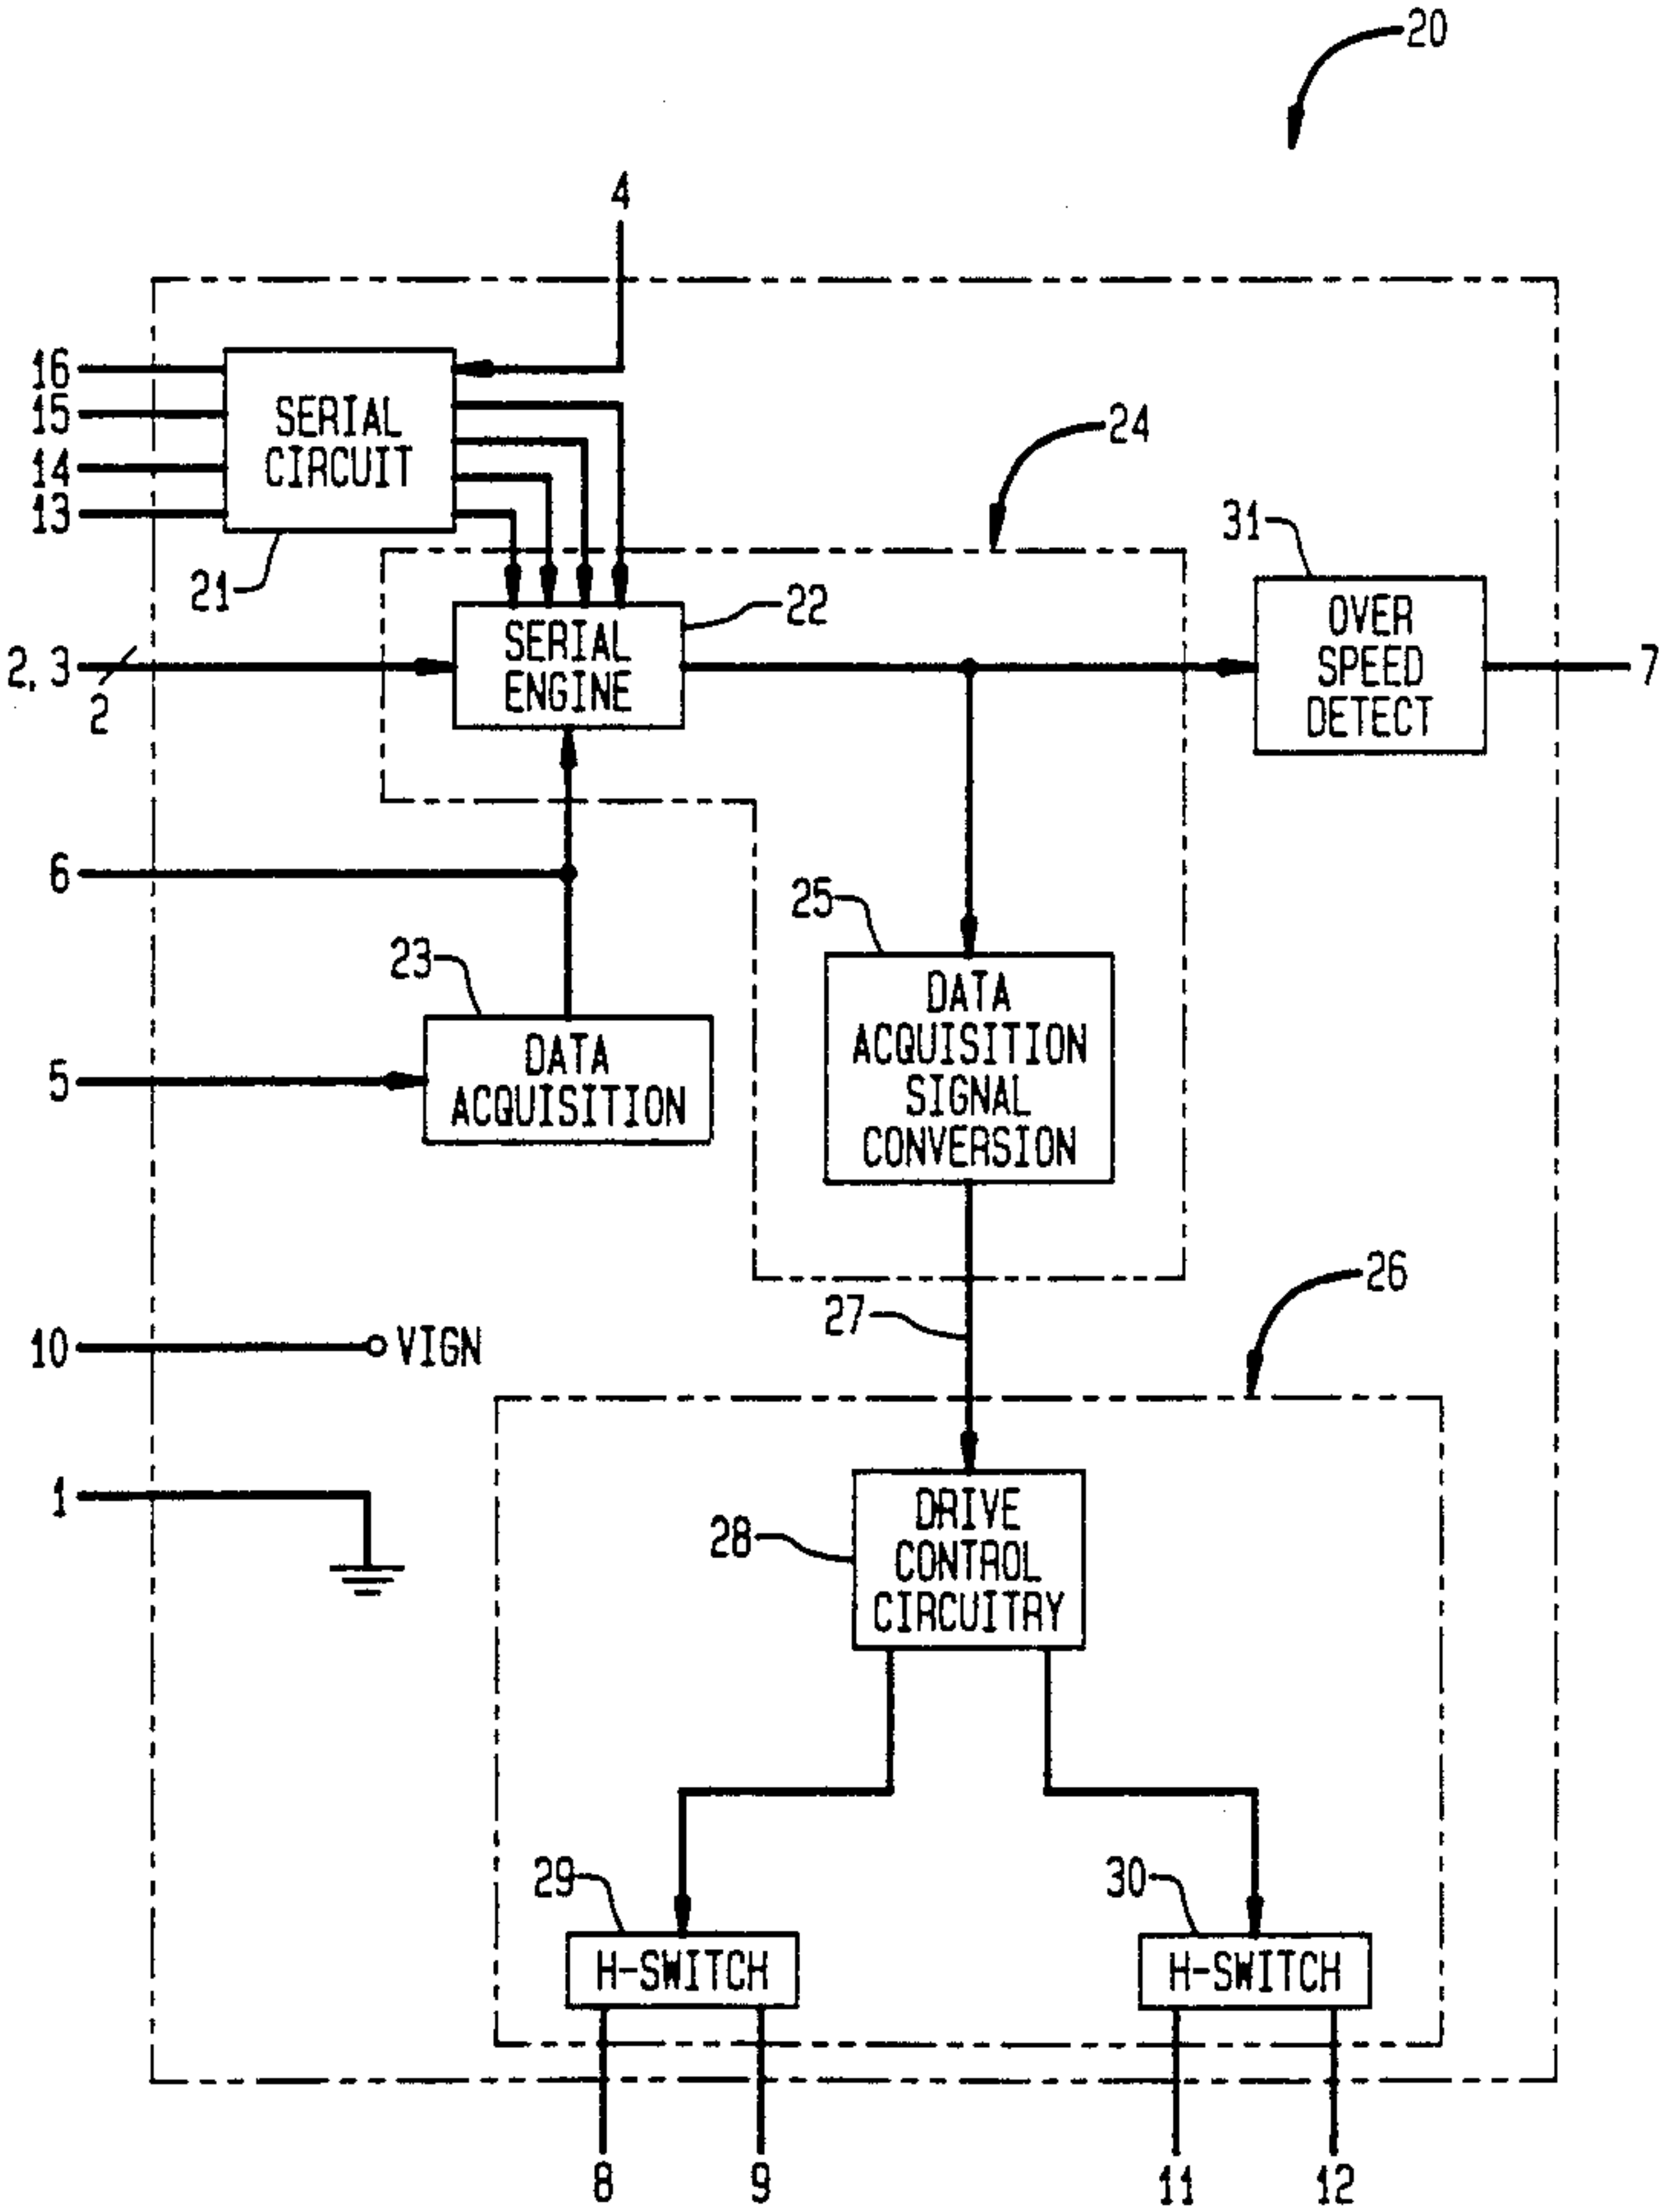 20
4
16
15
14
13
SERIAL
CIRCUIT
24
31
21
22
OVER
SPEED
DETECT
SERIAL
ENGINE
2, 3
2
7
6
25
23
DATA
ACQUISITION
SIGNAL
CONVERSION
5
DATA
ACQUISITION
26
27
10
VIGN
1
28
DRIVE
CONTROL
CIRCUITRY
29
30
H-SWITCH
H-SWITCH
8
9
11
12